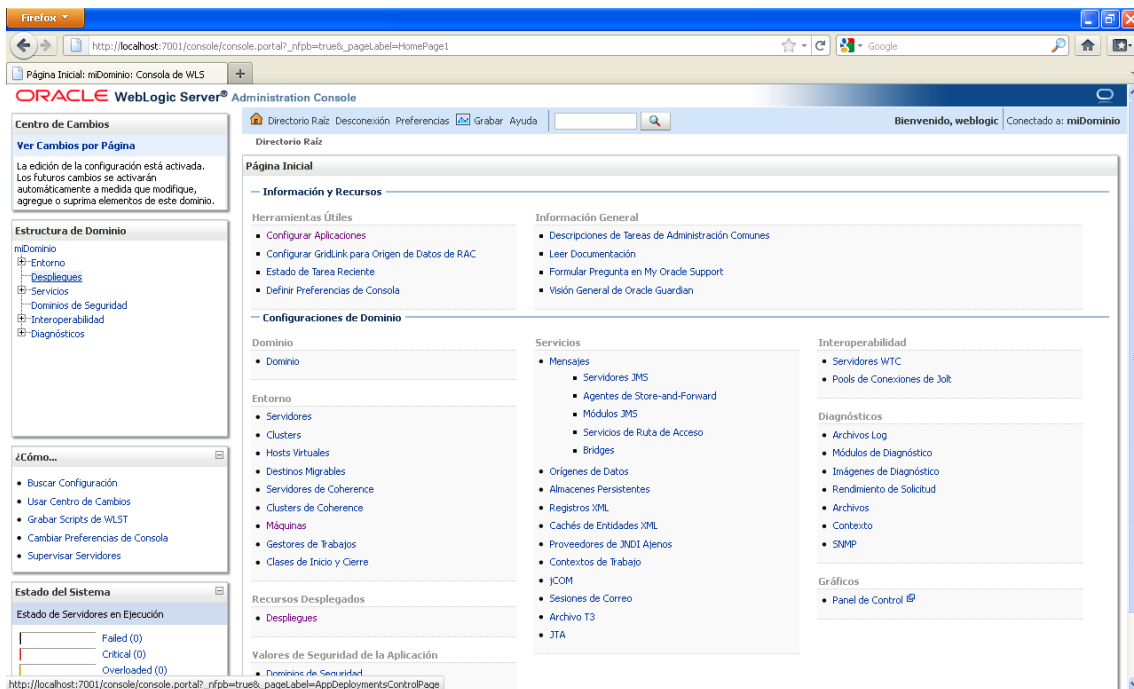 Firefox
http://localhost:7001/console/console.portal?_nfpb=true&_pageLabel=HomePage1
Google
Página Inicial: miDominio: Consola de WLS
ORACLE WebLogic Server® Administration Console
Centro de Cambios
Ver Cambios por Página
La edición de la configuración está activada.
Los futuros cambios se activarán
automáticamente a medida que modifique,
agregue o suprima elementos de este dominio.
Estructura de Dominio
miDominio
Entorno
Despliegues
Servicios
Dominios de Seguridad
Interoperabilidad
Diagnósticos
¿Cómo...
Buscar Configuración
Usar Centro de Cambios
Grabar Scripts de WLST
Cambiar Preferencias de Consola
Supervisar Servidores
Estado del Sistema
Estado de Servidores en Ejecución
Failed (0)
Critical (0)
Overloaded (0)
Directorio Raíz Desconexión Preferencias Grabar Ayuda
Bienvenido, weblogic Conectado a: miDominio
Directorio Raíz
Página Inicial
Información y Recursos
Herramientas Útiles
Configurar Aplicaciones
Configurar GridLink para Origen de Datos de RAC
Estado de Tarea Reciente
Definir Preferencias de Consola
Información General
Descripciones de Tareas de Administración Comunes
Leer Documentación
Formular Pregunta en My Oracle Support
Visión General de Oracle Guardian
Configuraciones de Dominio
Dominio
Dominio
Entorno
Servidores
Clusters
Hosts Virtuales
Destinos Migrables
Servidores de Coherence
Clusters de Coherence
Máquinas
Gestores de Trabajos
Clases de Inicio y Cierre
Recursos Desplegados
Despliegues
Valores de Seguridad de la Aplicación
Dominios de Seguridad
Servicios
Mensajes
Servidores JMS
Agentes de Store-and-Forward
Módulos JMS
Servicios de Ruta de Acceso
Bridges
Orígenes de Datos
Almacenes Persistentes
Registros XML
Cachés de Entidades XML
Proveedores de JNDI Ajenos
Contextos de Trabajo
jCOM
Sesiones de Correo
Archivo T3
JTA
Interoperabilidad
Servidores WTC
Pools de Conexiones de Jolt
Diagnósticos
Archivos Log
Módulos de Diagnóstico
Imágenes de Diagnóstico
Rendimiento de Solicitud
Archivos
Contexto
SNMP
Gráficos
Panel de Control
http://localhost:7001/console/console.portal?_nfpb=true&_pageLabel=AppDeploymentsControlPage